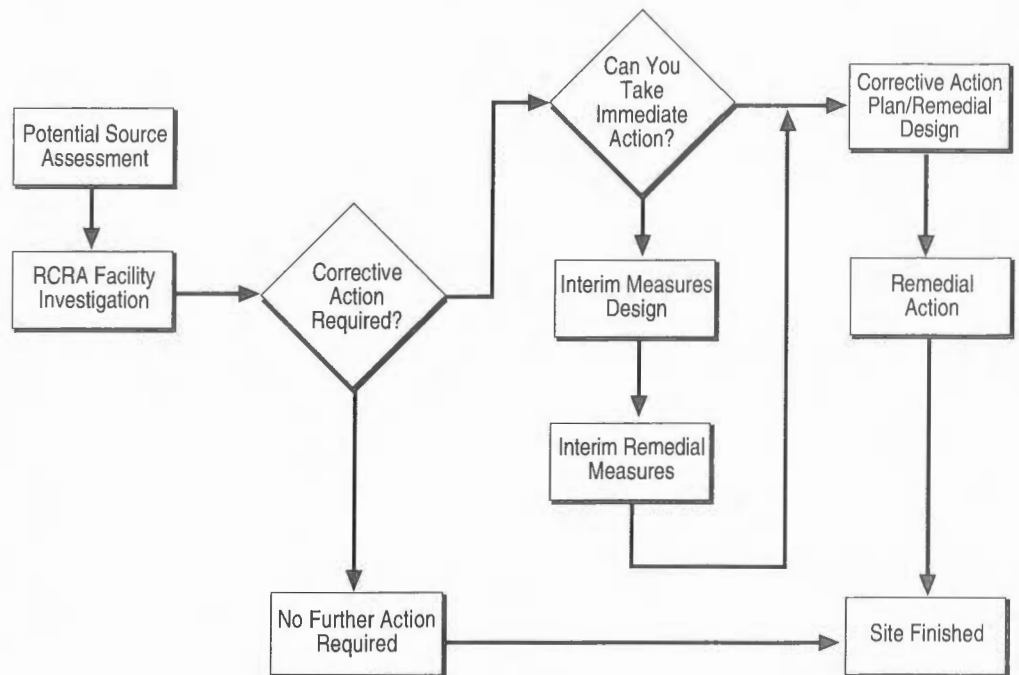 Potential Source
Assessment
RCRA Facility
Investigation
Corrective
Action
Required?
No Further Action
Required
Can You
Take
Immediate
Action?
Interim Measures
Design
Interim Remedial
Measures
Corrective Action
Plan/Remedial
Design
Remedial
Action
Site Finished